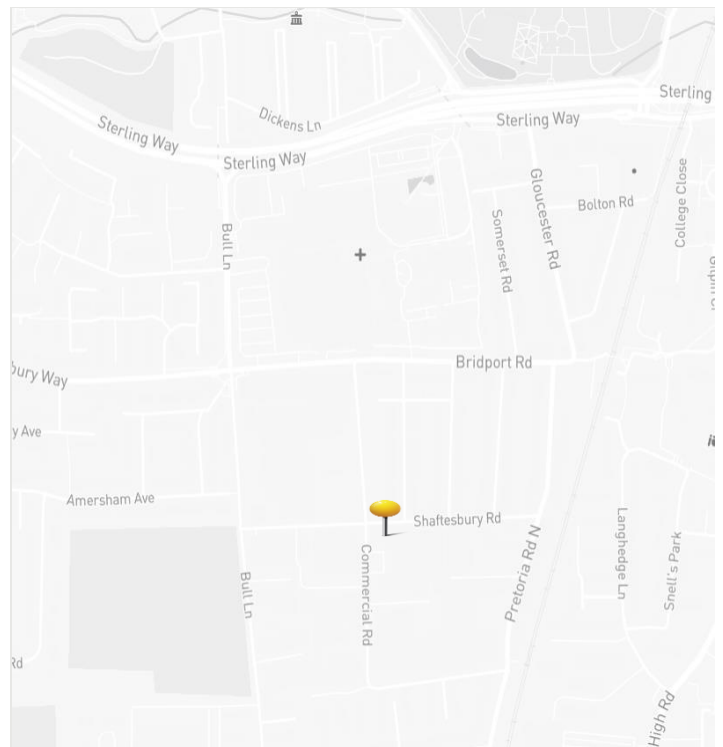 Sterling
Dickens Ln
Sterling Way
Sterling Way
Sterling Way
College Close
Gloucester Rd
Bolton Rd
Somerset Rd
Bull Ln
Bridport Rd
bury Way
y Ave
Amersham Ave
Shaftesbury Rd
Langhedge Ln
Snell's Park
Commercial Rd
Pretoria Rd N
Bull Ln
Rd
High Rd